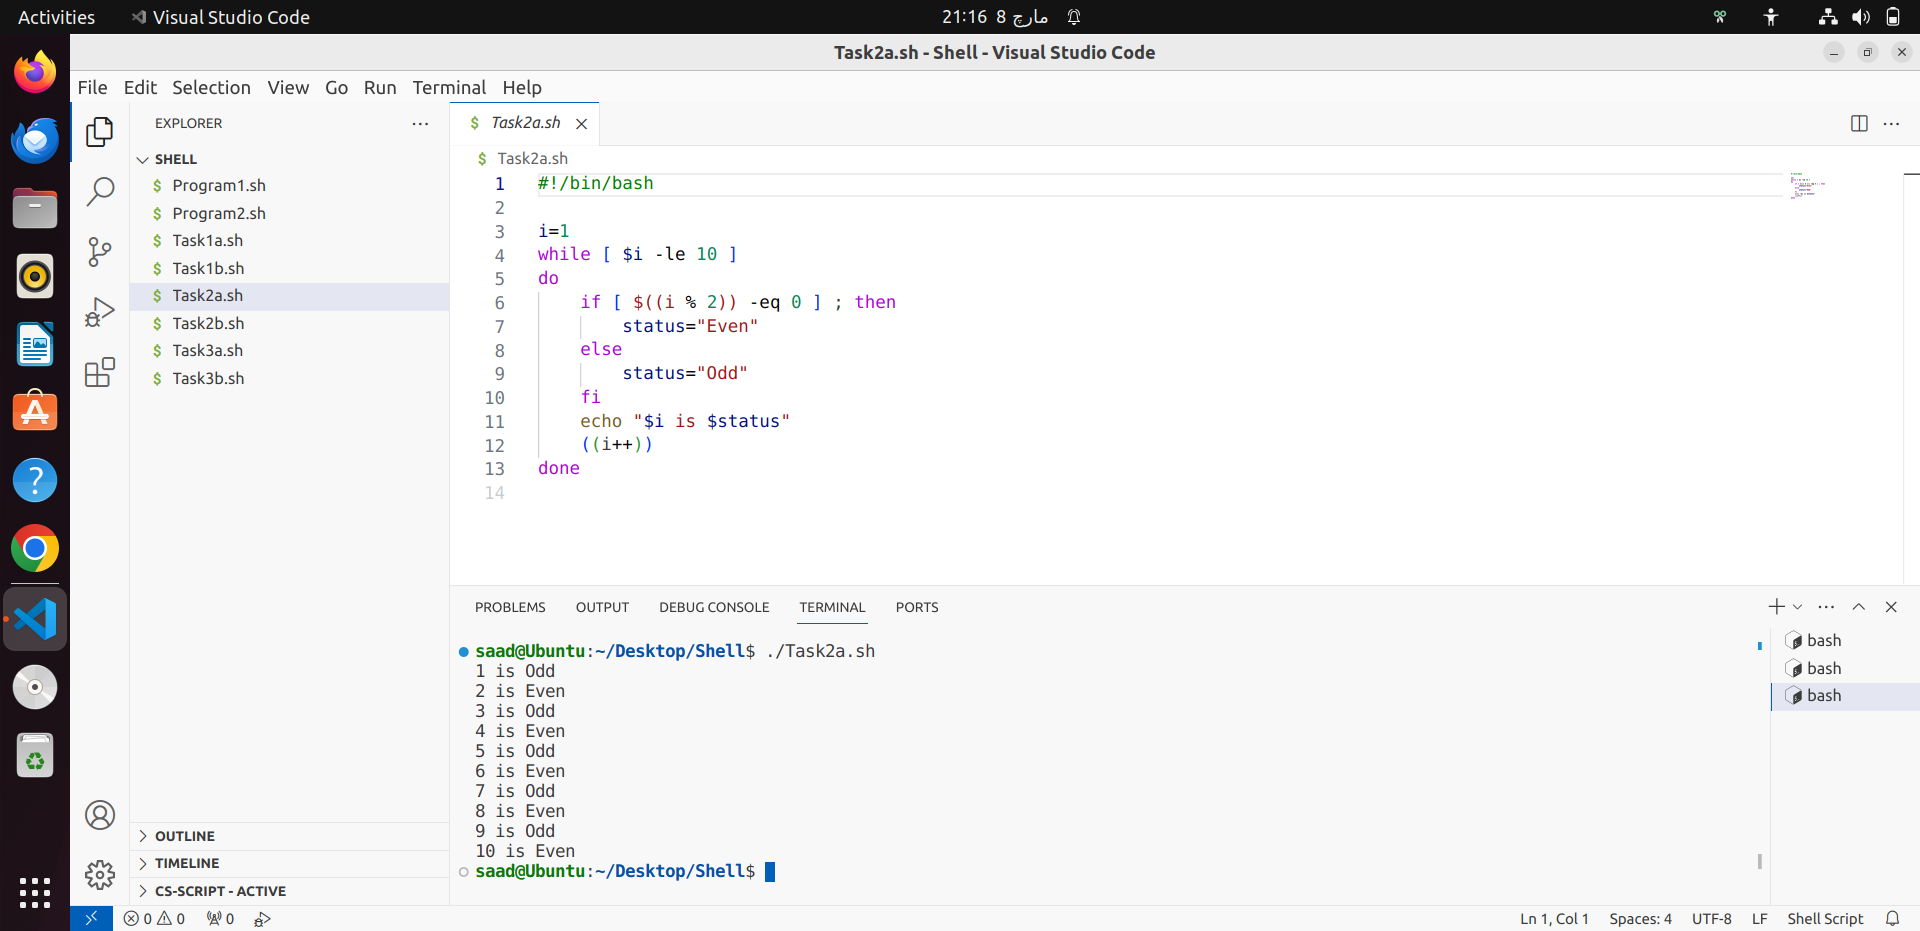 Activities
Visual Studio Code
21:16 8 مارچ
Task2a.sh - Shell - Visual Studio Code
File Edit Selection View Go Run Terminal Help
EXPLORER
SHELL
$ Program1.sh
$ Program2.sh
$ Task1a.sh
$ Task1b.sh
$ Task2a.sh
$ Task2b.sh
$ Task3a.sh
$ Task3b.sh
OUTLINE
TIMELINE
CS-SCRIPT - ACTIVE
$ Task2a.sh
$ Task2a.sh
1 #!/bin/bash
2
3 i=1
4 while [ $i -le 10 ]
5 do
6 if [ $((i % 2)) -eq 0 ] ; then
7 status="Even"
8 else
9 status="Odd"
10 fi
11 echo "$i is $status"
12 ((i++))
13 done
14
PROBLEMS OUTPUT DEBUG CONSOLE TERMINAL PORTS
saad@Ubuntu:~/Desktop/Shell$ ./Task2a.sh
1 is Odd
2 is Even
3 is Odd
4 is Even
5 is Odd
6 is Even
7 is Odd
8 is Even
9 is Odd
10 is Even
saad@Ubuntu:~/Desktop/Shell$
bash
bash
bash
0 0 0
Ln 1, Col 1 Spaces: 4 UTF-8 LF Shell Script